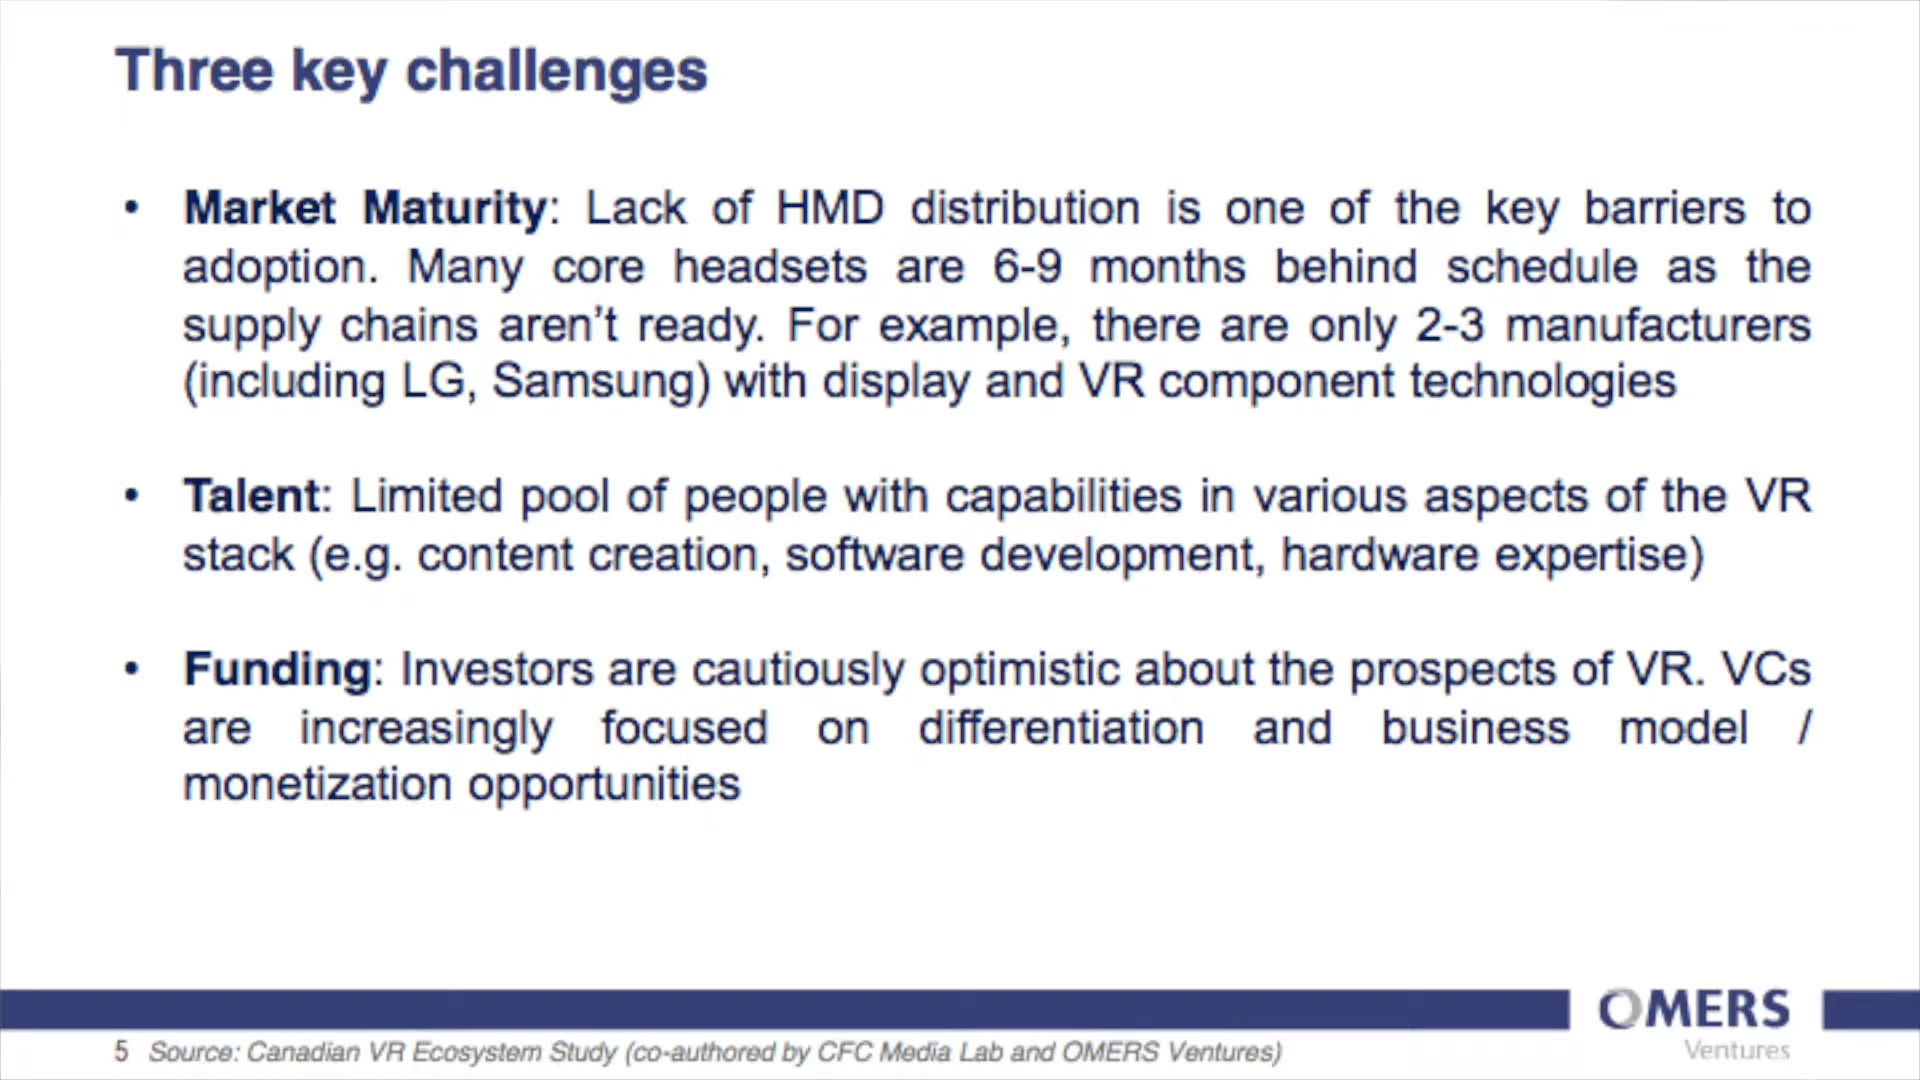 Three key challenges
• Market Maturity: Lack of HMD distribution is one of the key barriers to
adoption. Many core headsets are 6-9 months behind schedule as the
supply chains aren’t ready. For example, there are only 2-3 manufacturers
(including LG, Samsung) with display and VR component technologies
• Talent: Limited pool of people with capabilities in various aspects of the VR
stack (e.g. content creation, software development, hardware expertise)
• Funding: Investors are cautiously optimistic about the prospects of VR. VCs
are increasingly focused on differentiation and business model /
monetization opportunities
OMERS
Ventures
5 Source: Canadian VR Ecosystem Study (co-authored by CFC Media Lab and OMERS Ventures)